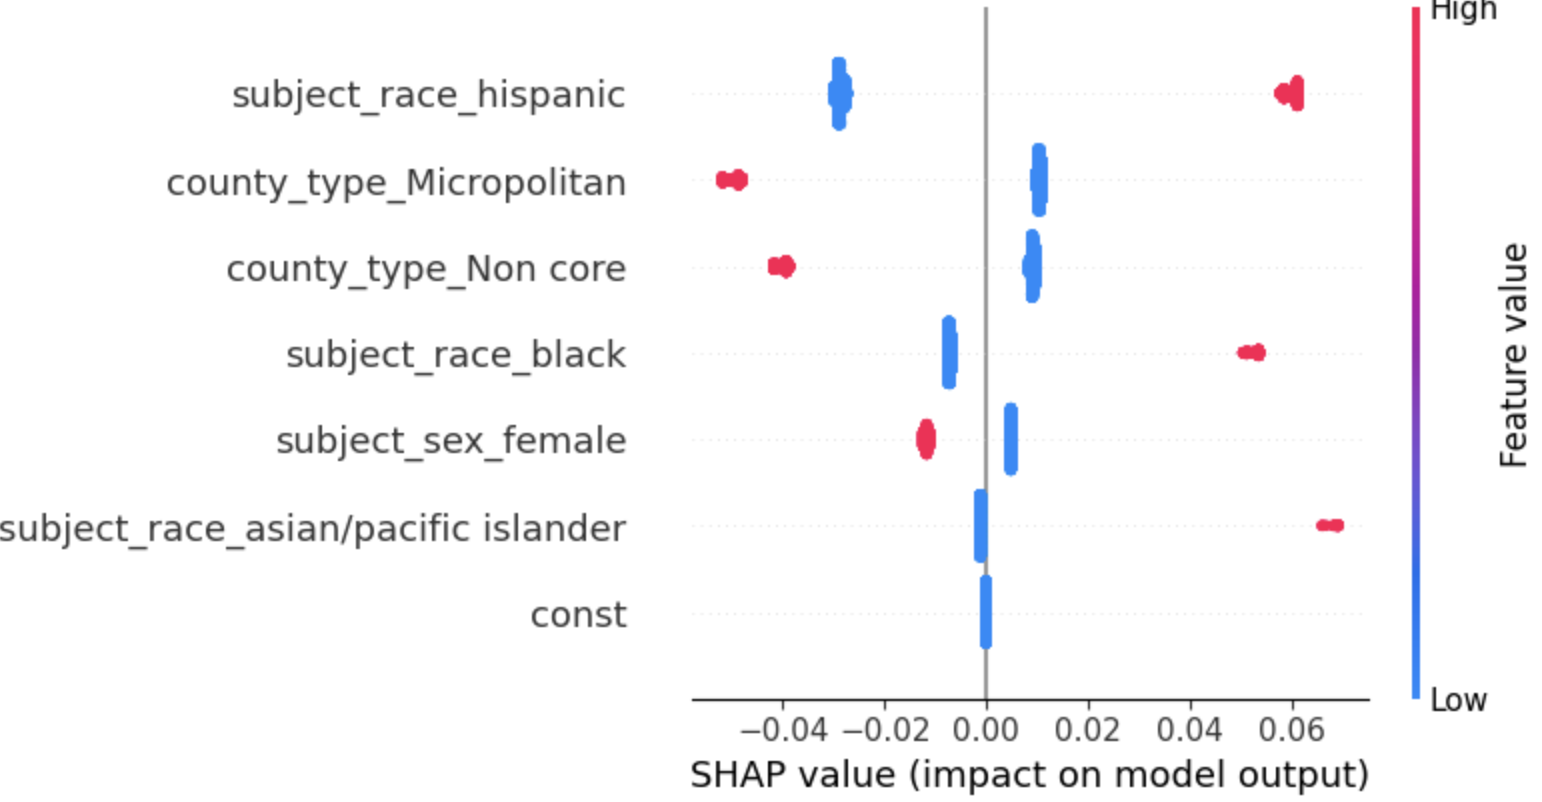 High
subject_race_hispanic
county_type_Micropolitan
county_type_Non core
subject_race_black
subject_sex_female
subject_race_asian/pacific islander
const
Feature value
Low
−0.04 −0.02 0.00 0.02 0.04 0.06
SHAP value (impact on model output)